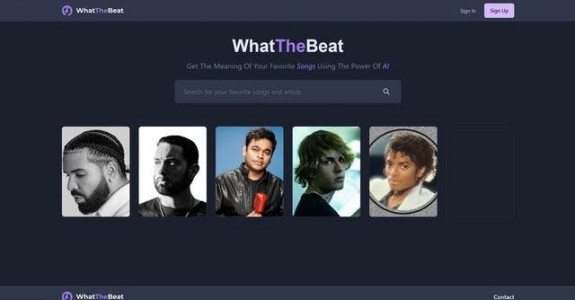 WhatTheBeat
Sign In
Sign Up
WhatTheBeat
Get The Meaning Of Your Favorite Songs Using The Power Of AI
Search for your favorite songs and artists
WhatTheBeat
Contact